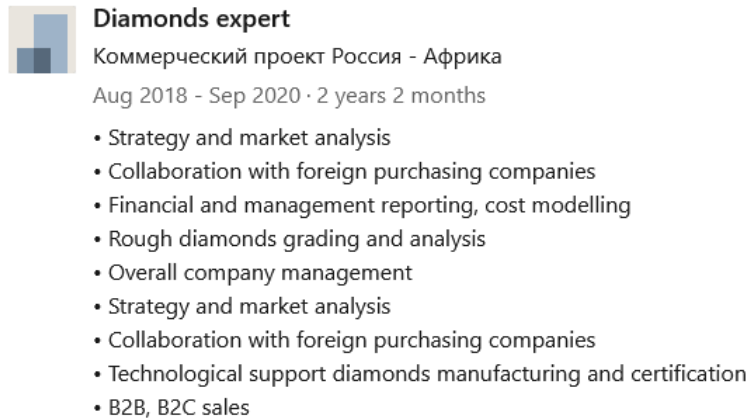 Diamonds expert
Коммерческий проект Россия - Африка
Aug 2018 - Sep 2020 · 2 years 2 months
• Strategy and market analysis
• Collaboration with foreign purchasing companies
• Financial and management reporting, cost modelling
• Rough diamonds grading and analysis
• Overall company management
• Strategy and market analysis
• Collaboration with foreign purchasing companies
• Technological support diamonds manufacturing and certification
• B2B, B2C sales